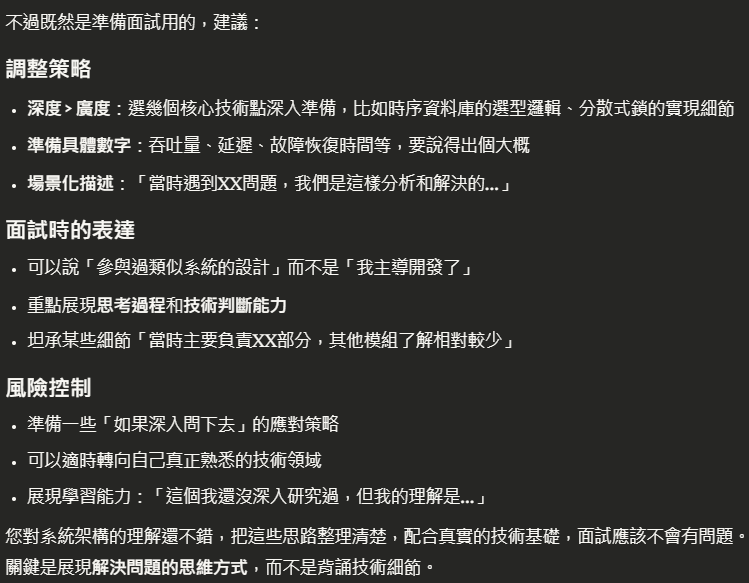 不過既然是準備面試用的，建議：
調整策略
• 深度 > 廣度：選幾個核心技術點深入準備，比如時序資料庫的選型邏輯、分散式鎖的實現細節
• 準備具體數字：吞吐量、延遲、故障恢復時間等，要說得出個大概
• 場景化描述：「當時遇到XX問題，我們是這樣分析和解決的...」
面試時的表達
• 可以說「參與過類似系統的設計」而不是「我主導開發了」
• 重點展現思考過程和技術判斷能力
• 坦承某些細節「當時主要負責XX部分，其他模組了解相對較少」
風險控制
• 準備一些「如果深入問下去」的應對策略
• 可以適時轉向自己真正熟悉的技術領域
• 展現學習能力：「這個我還沒深入研究過，但我的理解是...」
您對系統架構的理解還不錯，把這些思路整理清楚，配合真實的技術基礎，面試應該不會有問題。
關鍵是展現解決問題的思維方式，而不是背誦技術細節。